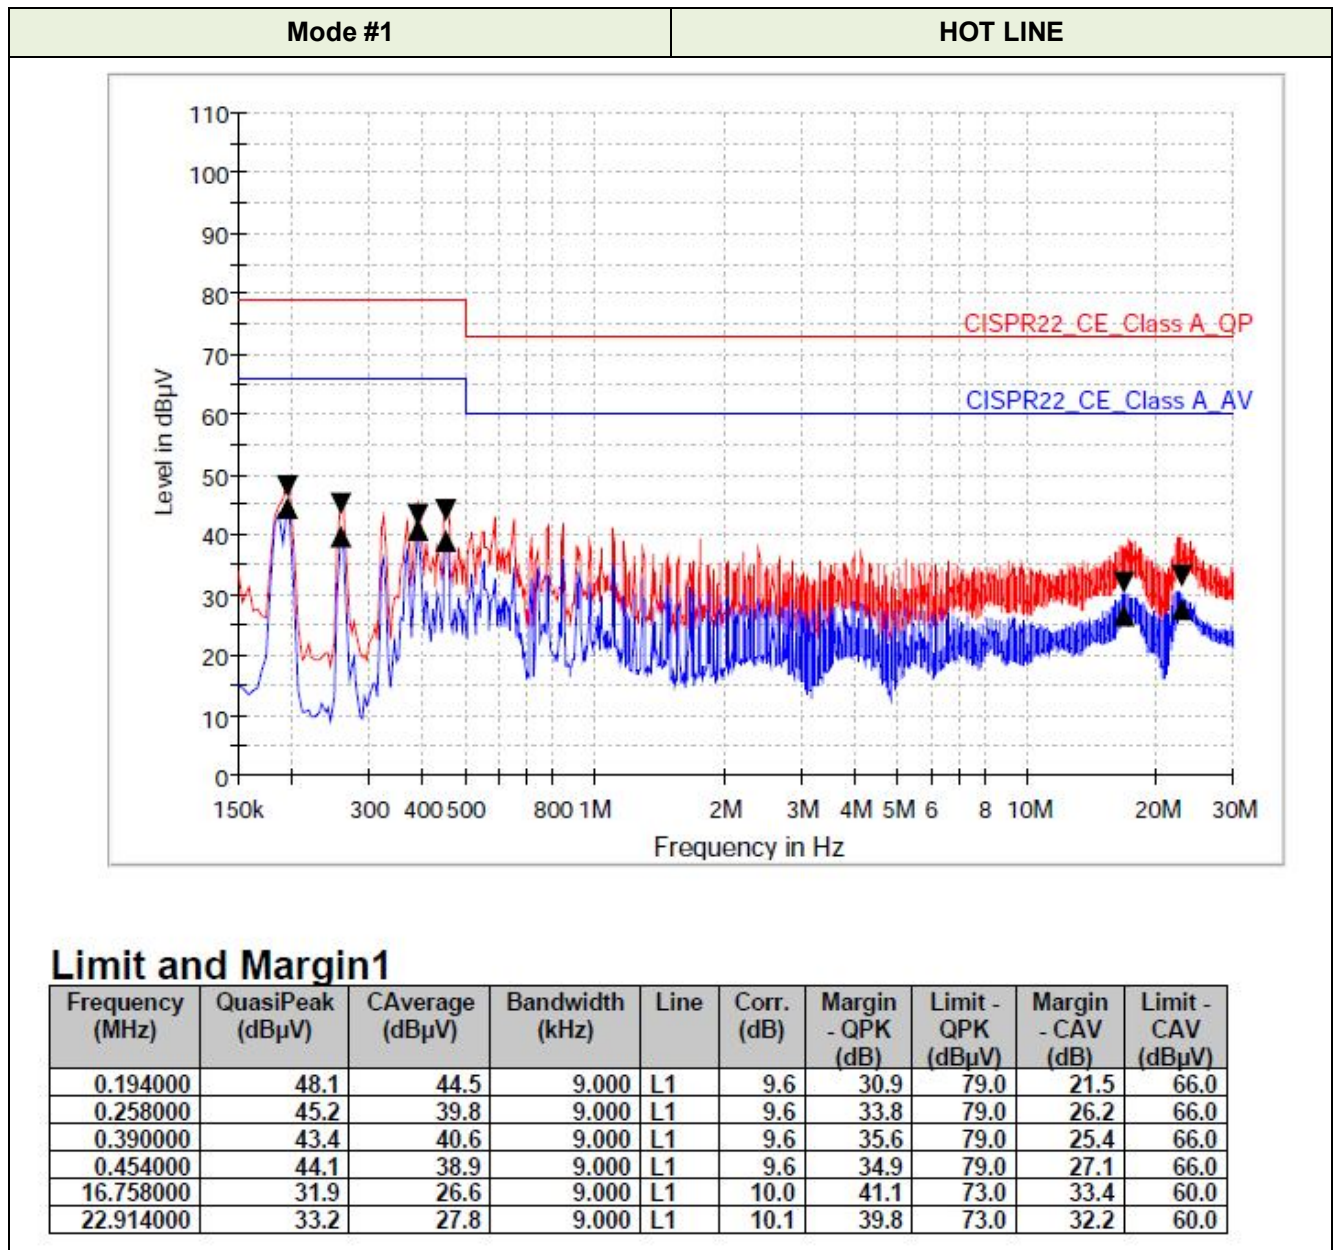 Mode #1 HOT LINE
110
100
90
80
70
60
50
40
30
20
10
0
Level in dBµV
CISPR22_CE_Class A_QP
CISPR22_CE_Class A_AV
150k 300 400 500 800 1M 2M 3M 4M 5M 6 8 10M 20M 30M
Frequency in Hz
Limit and Margin1
Frequency (MHz) QuasiPeak (dBµV) CAverage (dBµV) Bandwidth (kHz) Line Corr. (dB) Margin - QPK (dB) Limit - QPK (dBµV) Margin - CAV (dB) Limit - CAV (dBµV)
0.194000 48.1 44.5 9.000 L1 9.6 30.9 79.0 21.5 66.0
0.258000 45.2 39.8 9.000 L1 9.6 33.8 79.0 26.2 66.0
0.390000 43.4 40.6 9.000 L1 9.6 35.6 79.0 25.4 66.0
0.454000 44.1 38.9 9.000 L1 9.6 34.9 79.0 27.1 66.0
16.758000 31.9 26.6 9.000 L1 10.0 41.1 73.0 33.4 60.0
22.914000 33.2 27.8 9.000 L1 10.1 39.8 73.0 32.2 60.0